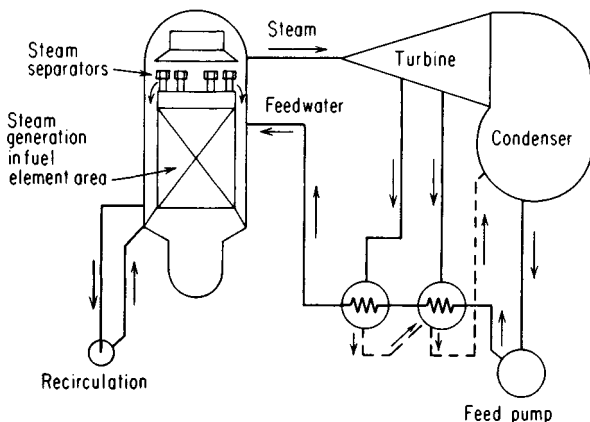 Steam
separators
Steam
generation
in fuel
element area
Recirculation
Steam
Feedwater
Turbine
Condenser
Feed pump